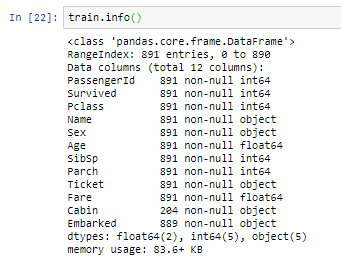 In [22]: train.info()
<class 'pandas.core.frame.DataFrame'>
RangeIndex: 891 entries, 0 to 890
Data columns (total 12 columns):
PassengerId    891 non-null int64
Survived       891 non-null int64
Pclass         891 non-null int64
Name           891 non-null object
Sex            891 non-null object
Age            891 non-null float64
SibSp          891 non-null int64
Parch          891 non-null int64
Ticket         891 non-null object
Fare           891 non-null float64
Cabin          204 non-null object
Embarked       889 non-null object
dtypes: float64(2), int64(5), object(5)
memory usage: 83.6+ KB